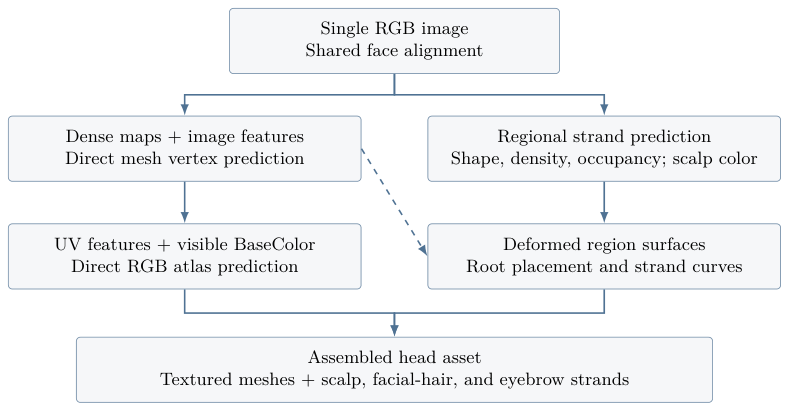 Single RGB image
Shared face alignment
Dense maps + image features
Direct mesh vertex prediction
Regional strand prediction
Shape, density, occupancy; scalp color
UV features + visible BaseColor
Direct RGB atlas prediction
Deformed region surfaces
Root placement and strand curves
Assembled head asset
Textured meshes + scalp, facial-hair, and eyebrow strands